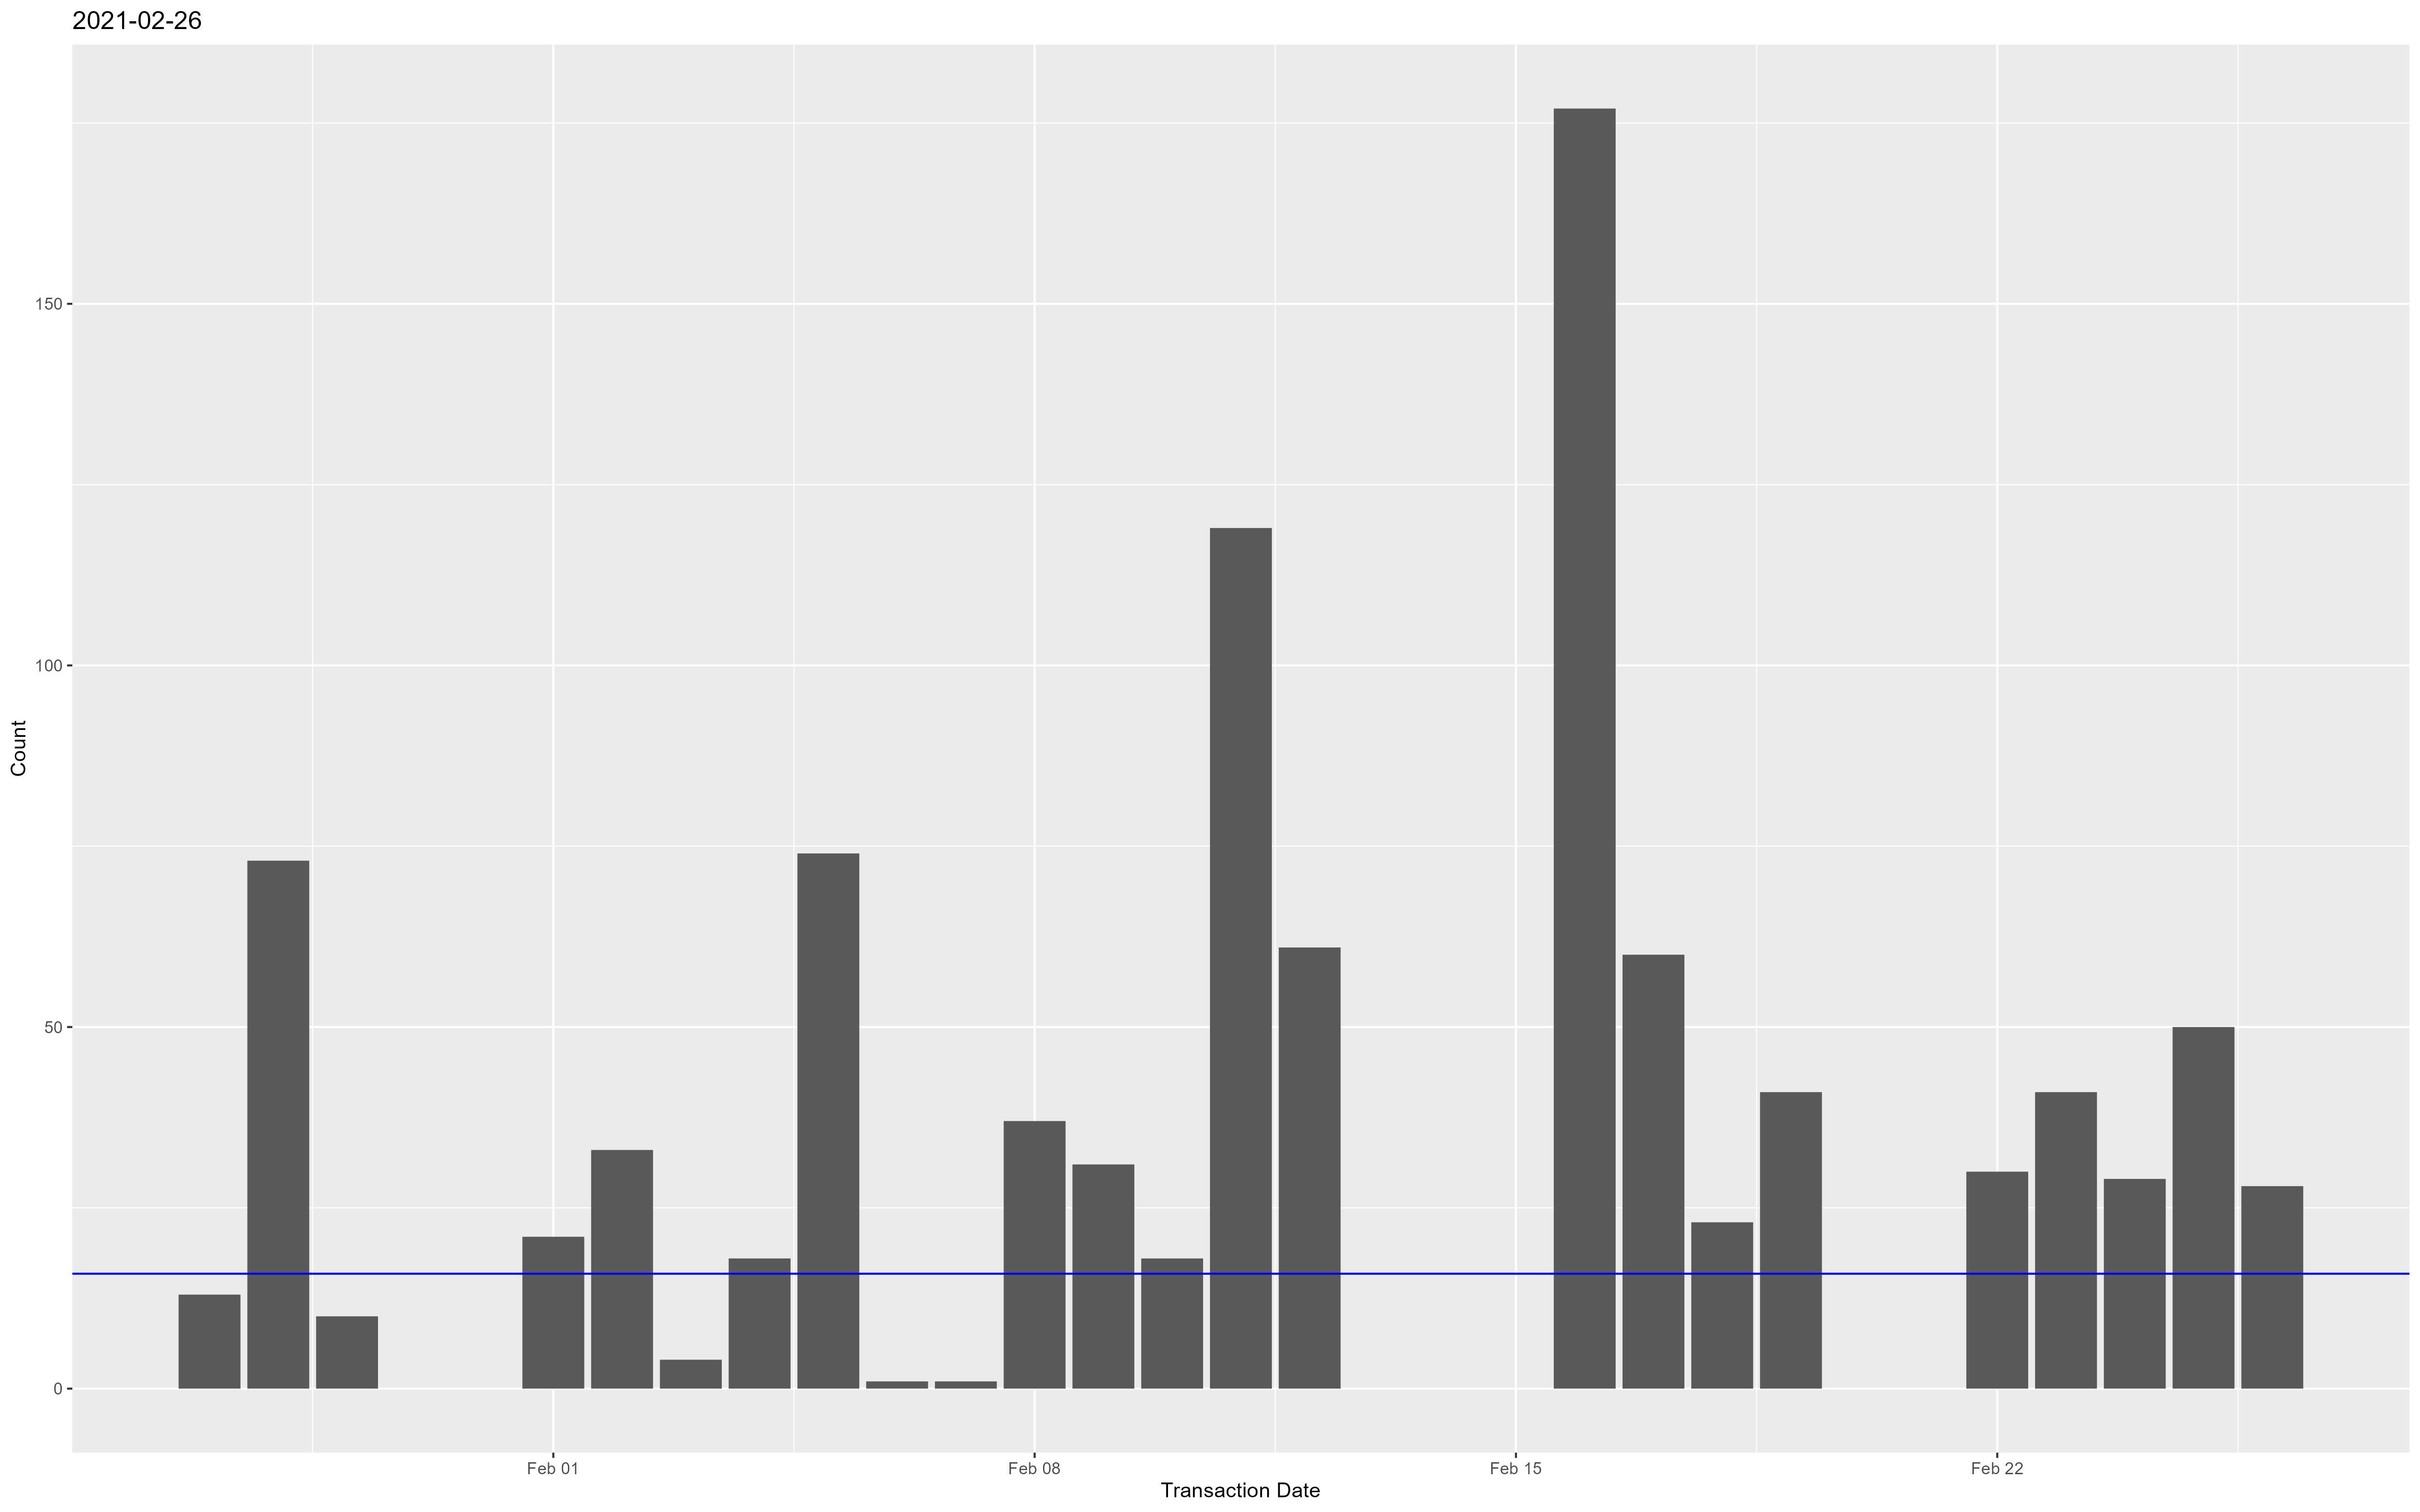 2021-02-26
Count
150
100
50
0
Feb 01
Feb 08
Feb 15
Feb 22
Transaction Date